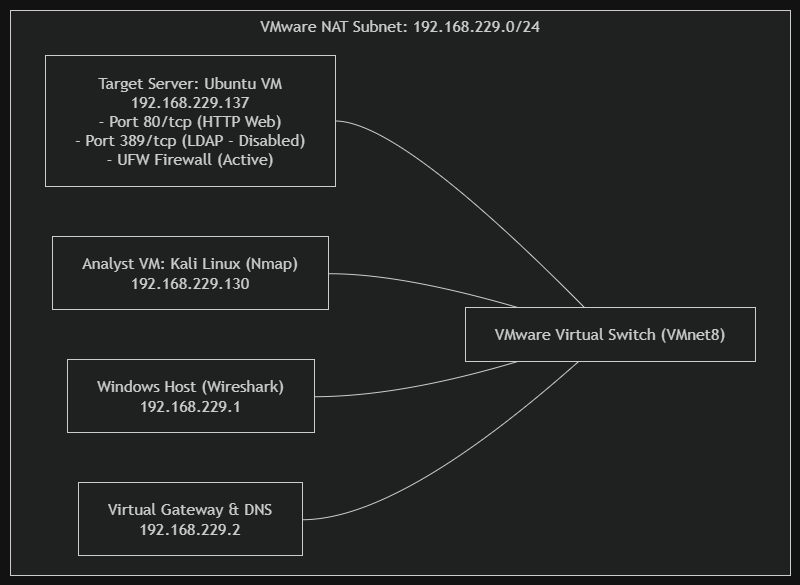 VMware NAT Subnet: 192.168.229.0/24
Target Server: Ubuntu VM
192.168.229.137
- Port 80/tcp (HTTP Web)
- Port 389/tcp (LDAP - Disabled)
- UFW Firewall (Active)
Analyst VM: Kali Linux (Nmap)
192.168.229.130
VMware Virtual Switch (VMnet8)
Windows Host (Wireshark)
192.168.229.1
Virtual Gateway & DNS
192.168.229.2